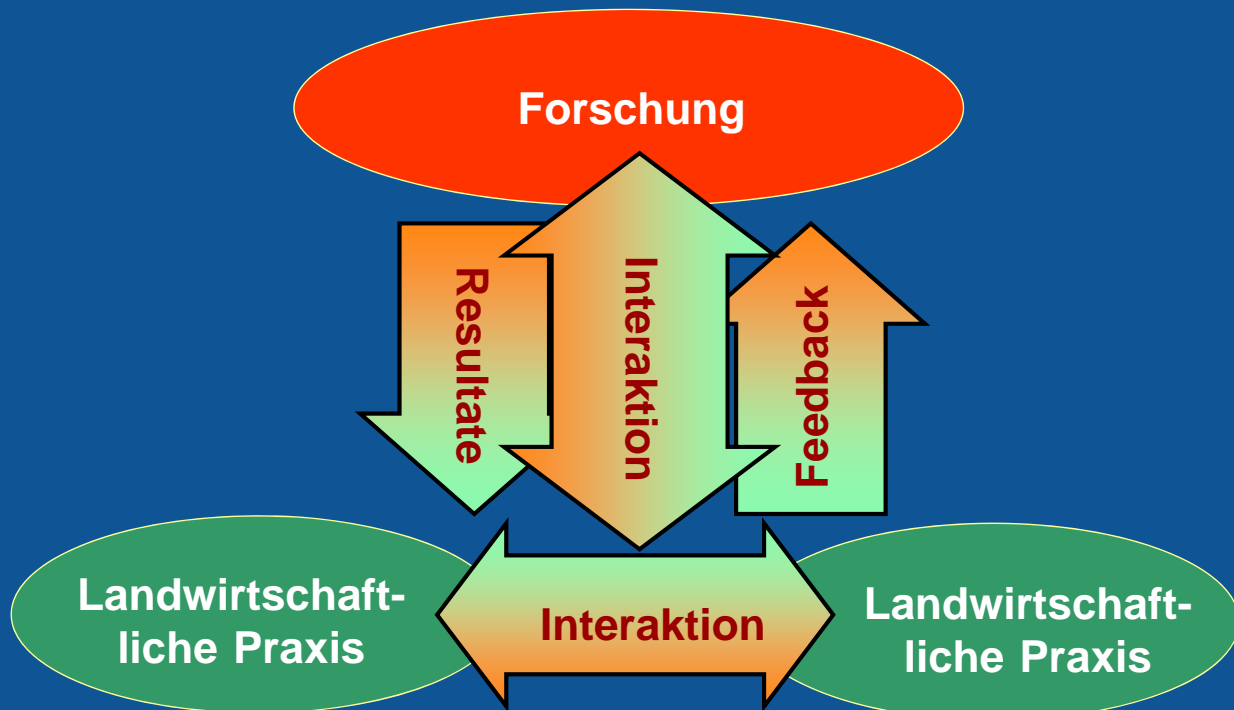 Forschung
Resultate
Interaktion
Feedback
Landwirtschaft-
liche Praxis
Interaktion
Landwirtschaft-
liche Praxis